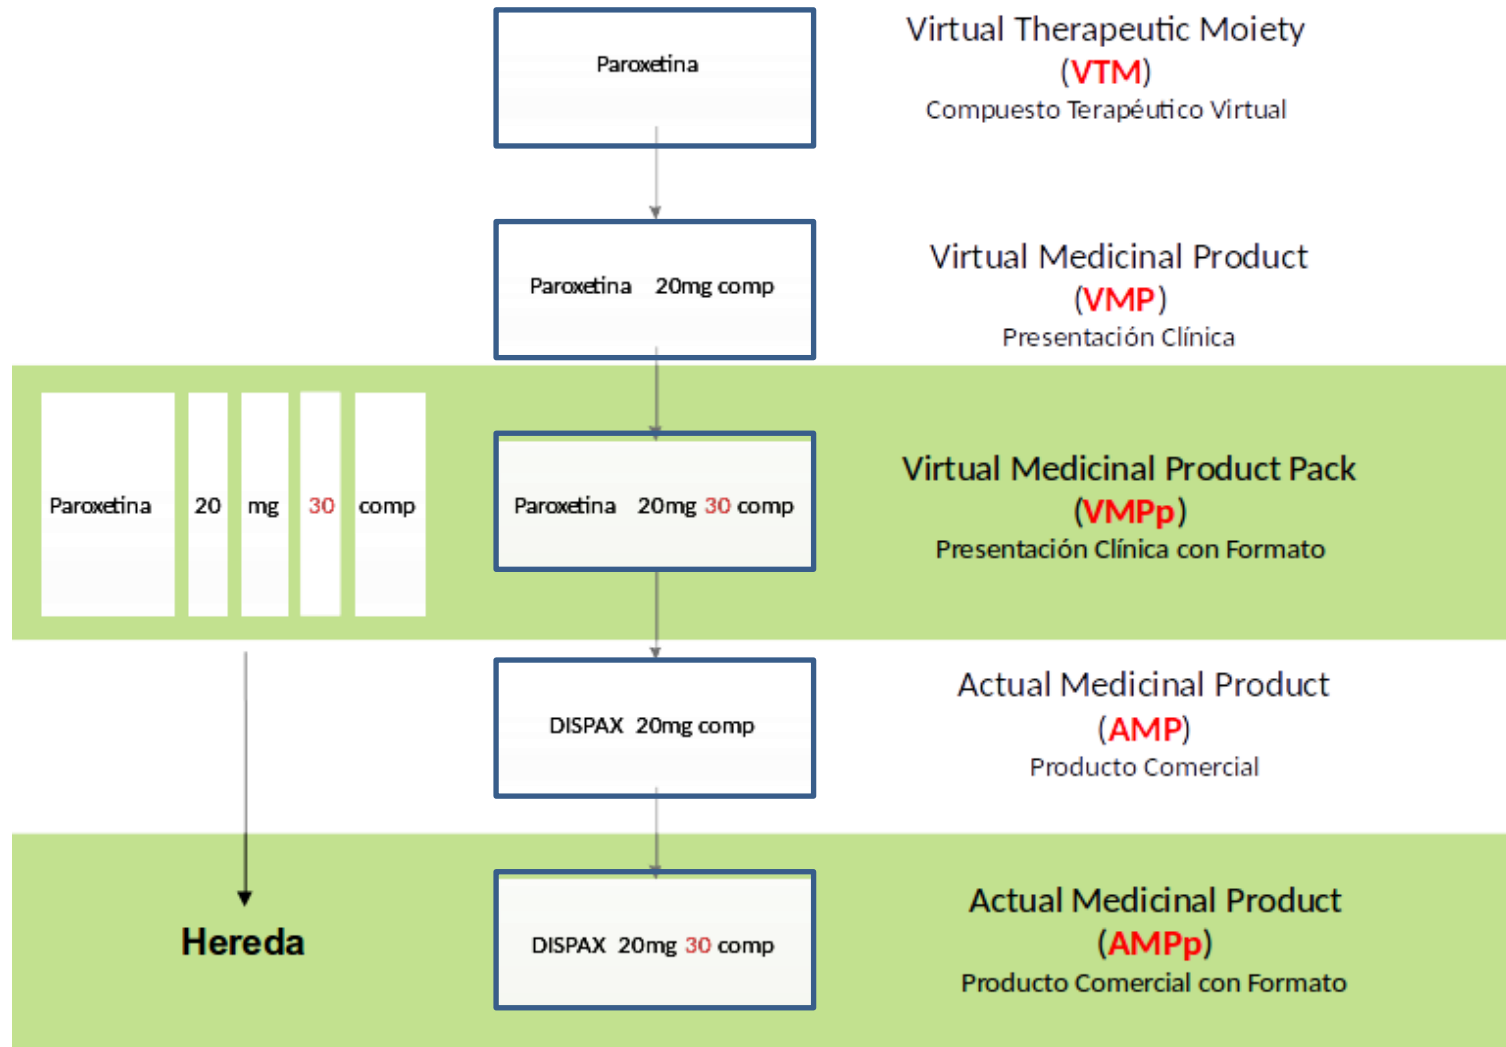 Paroxetina
Virtual Therapeutic Moiety
(VTM)
Compuesto Terapéutico Virtual
Paroxetina 20mg comp
Virtual Medicinal Product
(VMP)
Presentación Clínica
Paroxetina 20 mg 30 comp
Paroxetina 20mg 30 comp
Virtual Medicinal Product Pack
(VMPp)
Presentación Clínica con Formato
DISPAX 20mg comp
Actual Medicinal Product
(AMP)
Producto Comercial
Hereda
DISPAX 20mg 30 comp
Actual Medicinal Product
(AMPp)
Producto Comercial con Formato